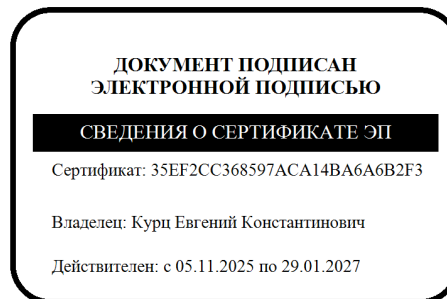 ДОКУМЕНТ ПОДПИСАН
ЭЛЕКТРОННОЙ ПОДПИСЬЮ
СВЕДЕНИЯ О СЕРТИФИКАТЕ ЭП
Сертификат: 35EF2CC368597ACA14BA6A6B2F3
Владелец: Курц Евгений Константинович
Действителен: с 05.11.2025 по 29.01.2027